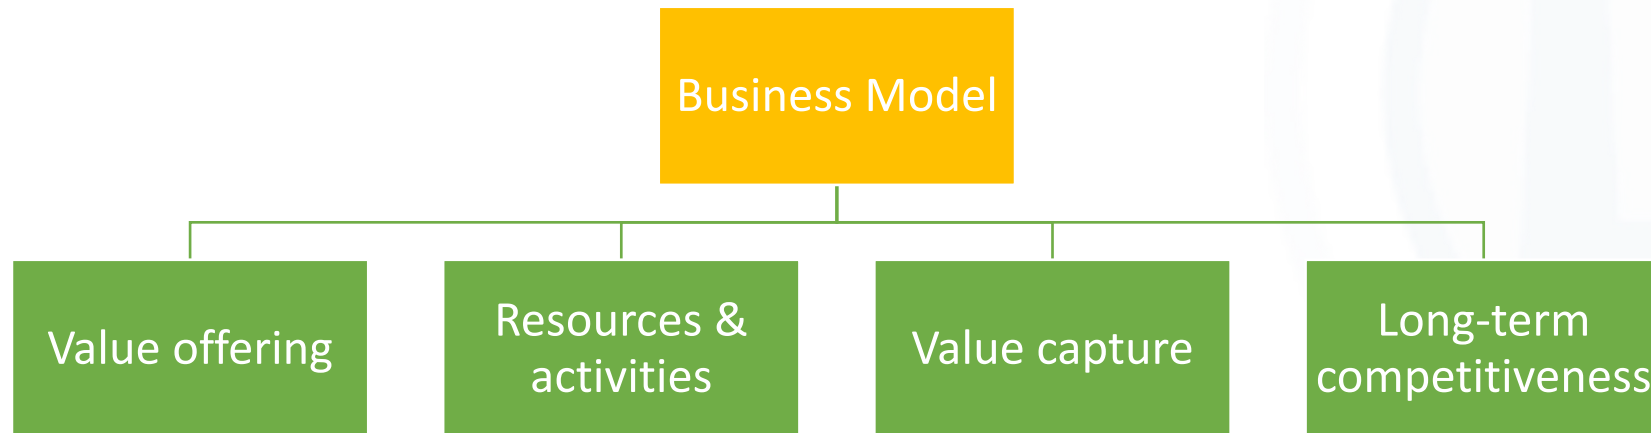 Business Model
Value offering
Resources &
activities
Value capture
Long-term
competitiveness